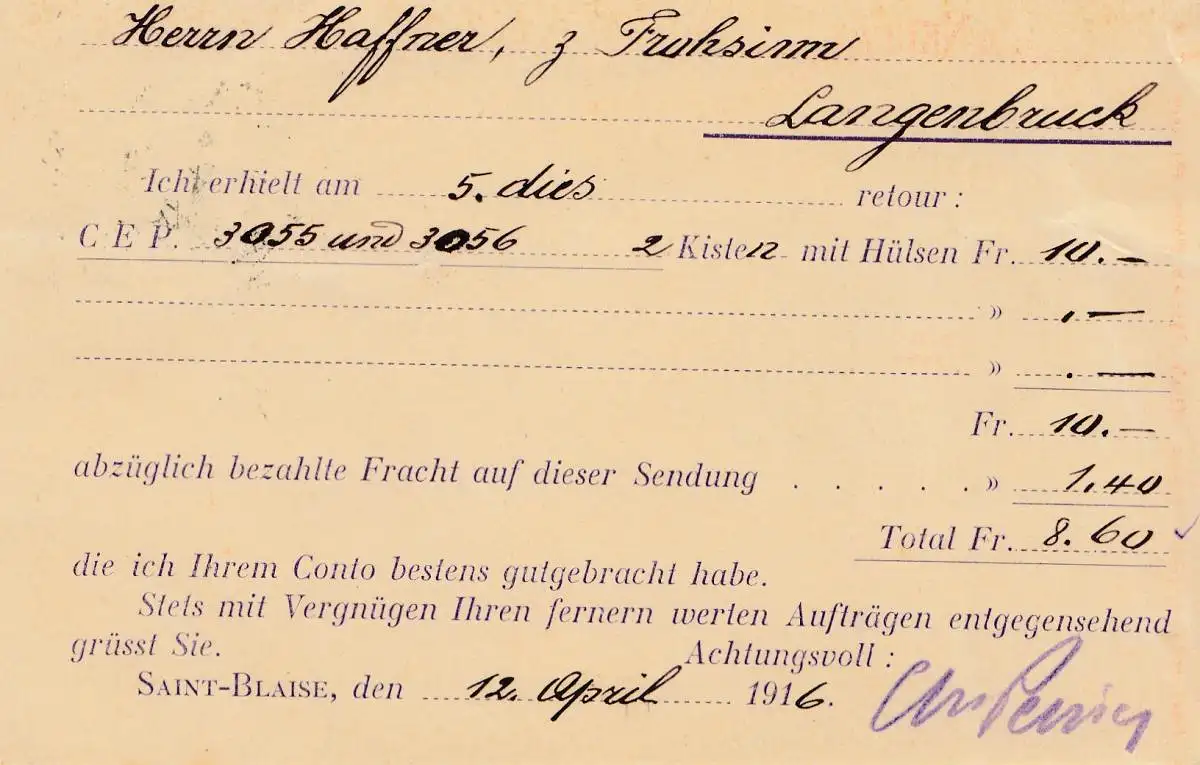 Herrn Haffner, z Frohsinn
Langenbruck
Ich erhielt am 5. dies retour :
C E P. 3055 und 3056 2 Kisten mit Hülsen Fr. 10.—
» .—
» .—
Fr. 10.—
abzüglich bezahlte Fracht auf dieser Sendung . . . . . » 1.40
Total Fr. 8.60
die ich Ihrem Conto bestens gutgebracht habe.
Stets mit Vergnügen Ihren fernern werten Aufträgen entgegensehend
grüsst Sie. Achtungsvoll :
SAINT-BLAISE, den 12. April 1916.